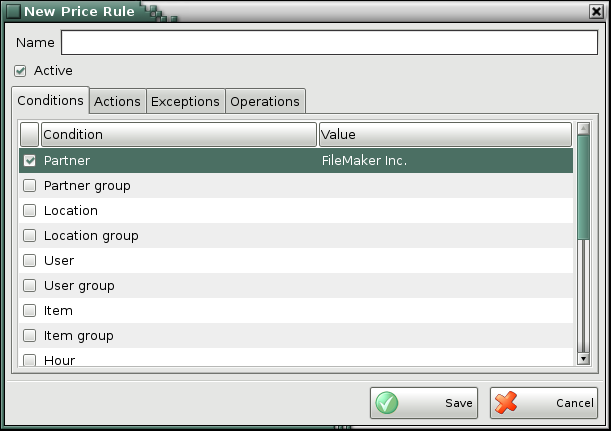 New Price Rule
Name
Active
Conditions Actions Exceptions Operations
Condition Value
Partner FileMaker Inc.
Partner group
Location
Location group
User
User group
Item
Item group
Hour
Save Cancel